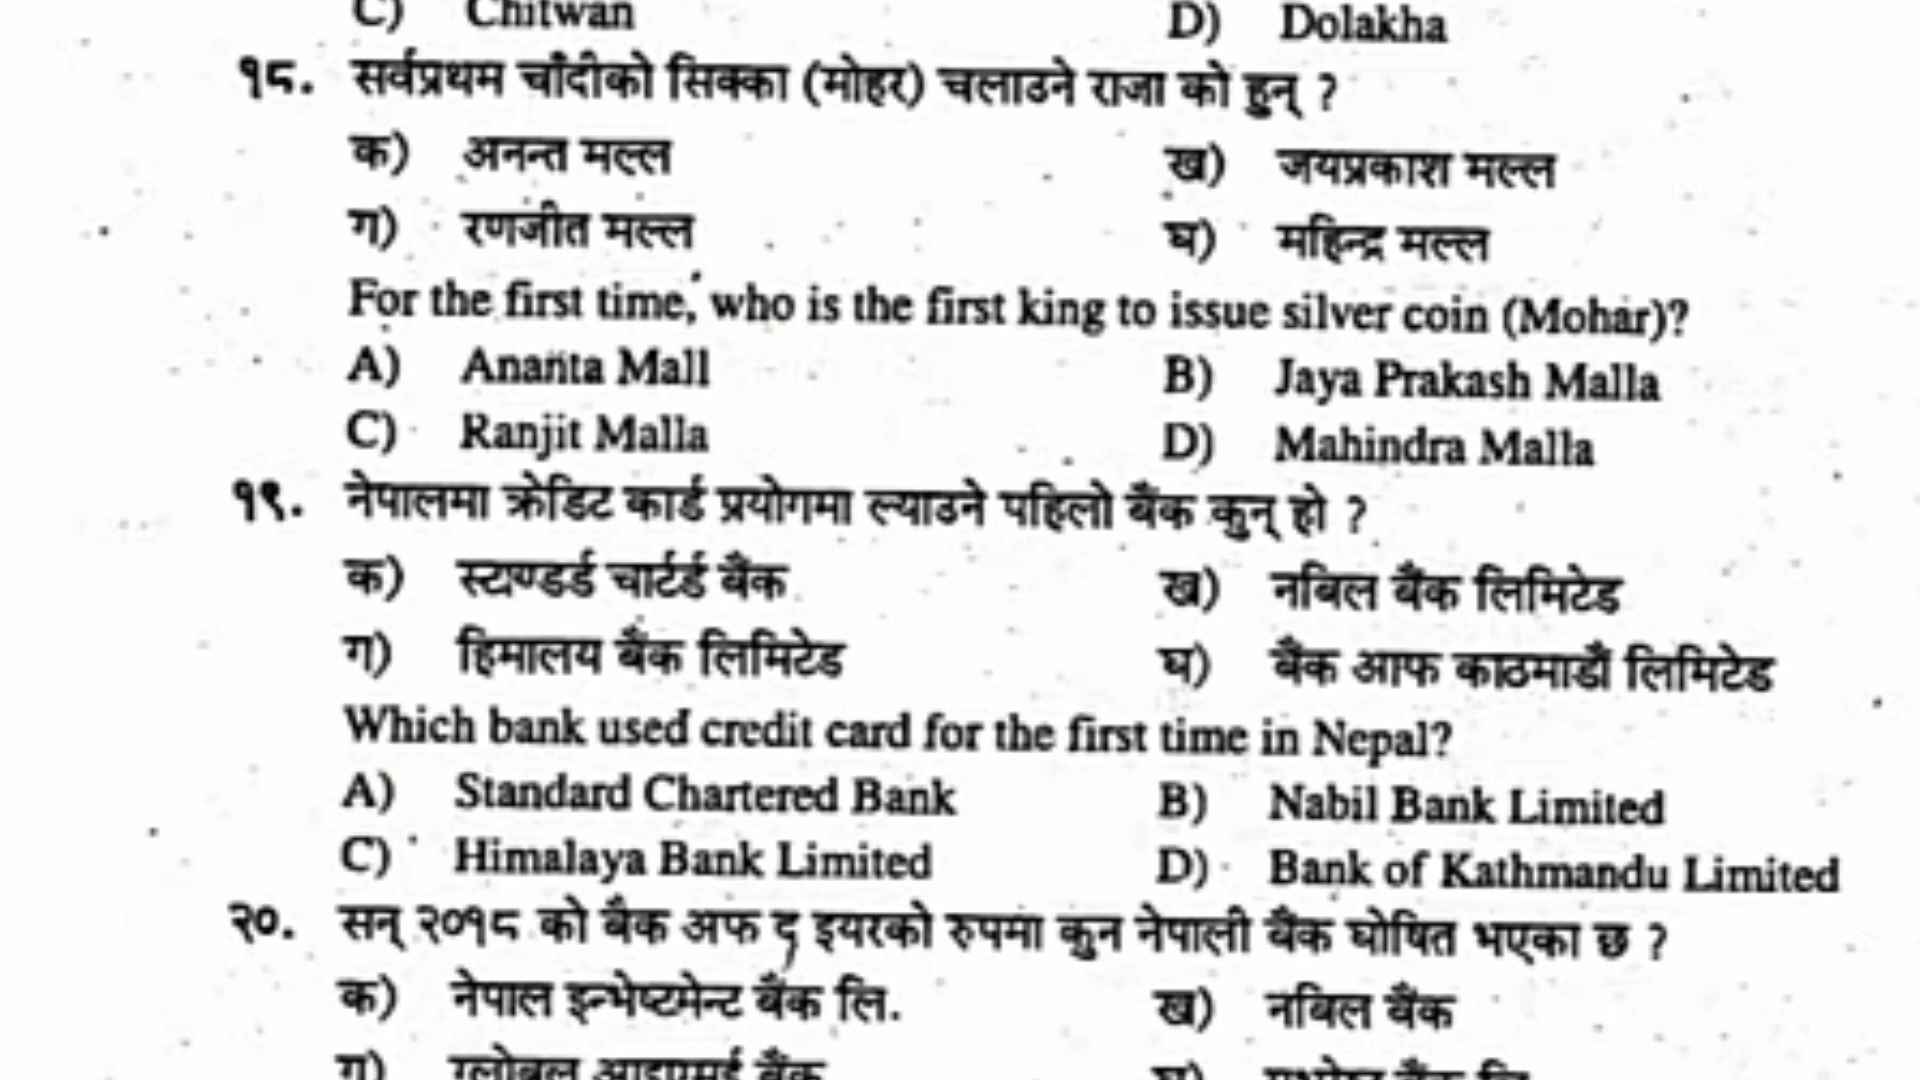 C) Chitwan D) Dolakha
१८. सर्वप्रथम चाँदीको सिक्का (मोहर) चलाउने राजा को हुन् ?
क) अनन्त मल्ल ख) जयप्रकाश मल्ल
ग) रणजीत मल्ल घ) महिन्द्र मल्ल
For the first time, who is the first king to issue silver coin (Mohar)?
A) Ananta Mall B) Jaya Prakash Malla
C) Ranjit Malla D) Mahindra Malla
१९. नेपालमा क्रेडिट कार्ड प्रयोगमा ल्याउने पहिलो बैंक कुन् हो ?
क) स्टाण्डर्ड चार्टर्ड बैंक ख) नबिल बैंक लिमिटेड
ग) हिमालय बैंक लिमिटेड घ) बैंक आफ काठमाडौं लिमिटेड
Which bank used credit card for the first time in Nepal?
A) Standard Chartered Bank B) Nabil Bank Limited
C) Himalaya Bank Limited D) Bank of Kathmandu Limited
२०. सन् २०१८ को बैक अफ द् इयरको रुपमा कुन नेपाली बैंक घोषित भएका छ ?
क) नेपाल इन्भेष्टमेन्ट बैंक लि. ख) नबिल बैंक
ग) ग्लोबल आइएमई बैंक